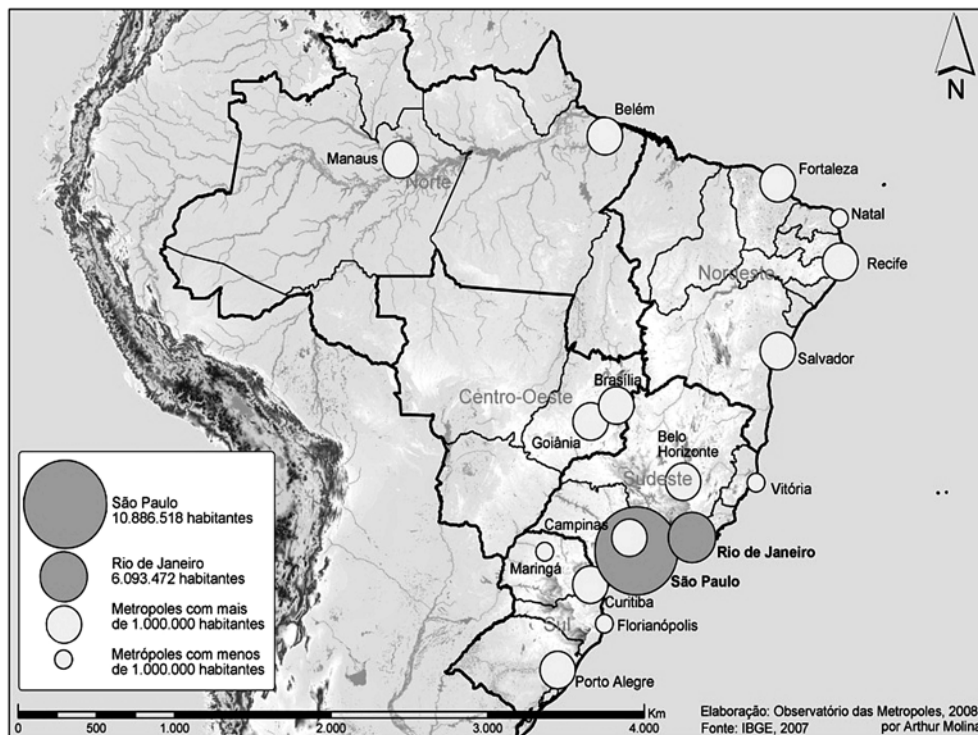 N
Belém
Manaus
Norte
Fortaleza
Natal
Recife
Nordeste
Salvador
Brasília
Centro-Oeste
Goiânia
Belo
Horizonte
Sudeste
Vitória
Campinas
Rio de Janeiro
Maringá
São Paulo
Curitiba
Florianópolis
Sul
Porto Alegre
São Paulo
10.886.518 habitantes
Rio de Janeiro
6.093.472 habitantes
Metropoles com mais
de 1.000.000 habitantes
Metrópoles com menos
de 1.000.000 habitantes
0 500 1.000 2.000 3.000 4.000 Km
Elaboração: Observatório das Metropoles, 2008
Fonte: IBGE, 2007 por Arthur Molina